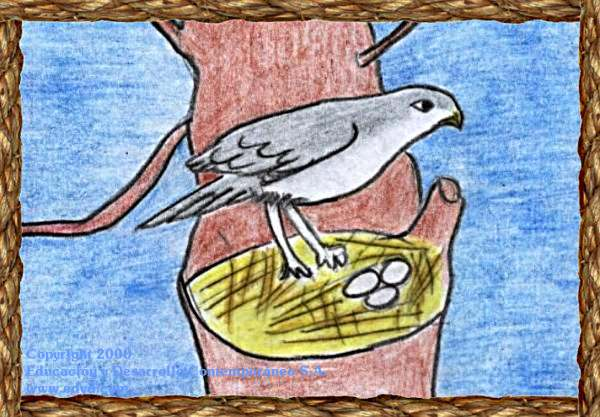 Copyright 2000
Educación y Desarrollo Contemporáneo S.A.